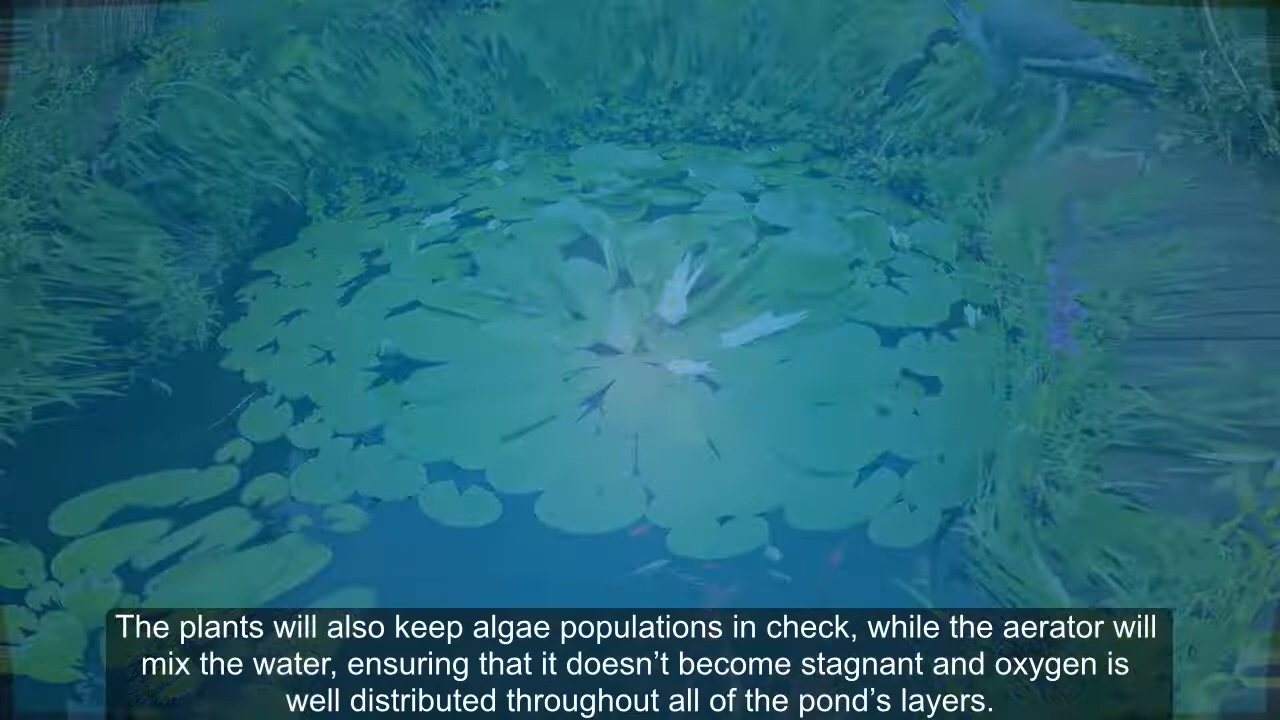 The plants will also keep algae populations in check, while the aerator will
mix the water, ensuring that it doesn’t become stagnant and oxygen is
well distributed throughout all of the pond’s layers.